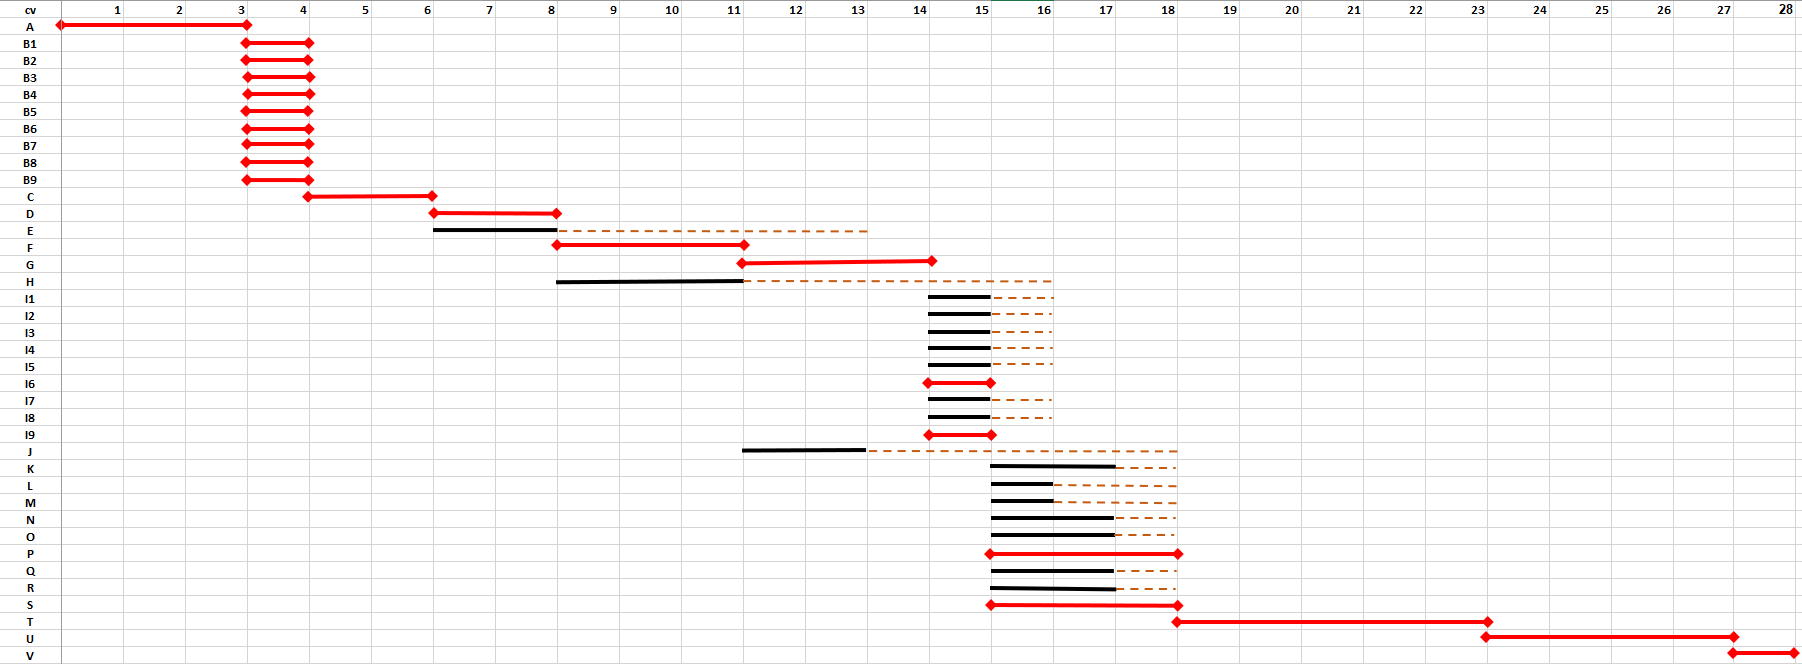 cv 1 2 3 4 5 6 7 8 9 10 11 12 13 14 15 16 17 18 19 20 21 22 23 24 25 26 27 28
A
B1
B2
B3
B4
B5
B6
B7
B8
B9
C
D
E
F
G
H
I1
I2
I3
I4
I5
I6
I7
I8
I9
J
K
L
M
N
O
P
Q
R
S
T
U
V